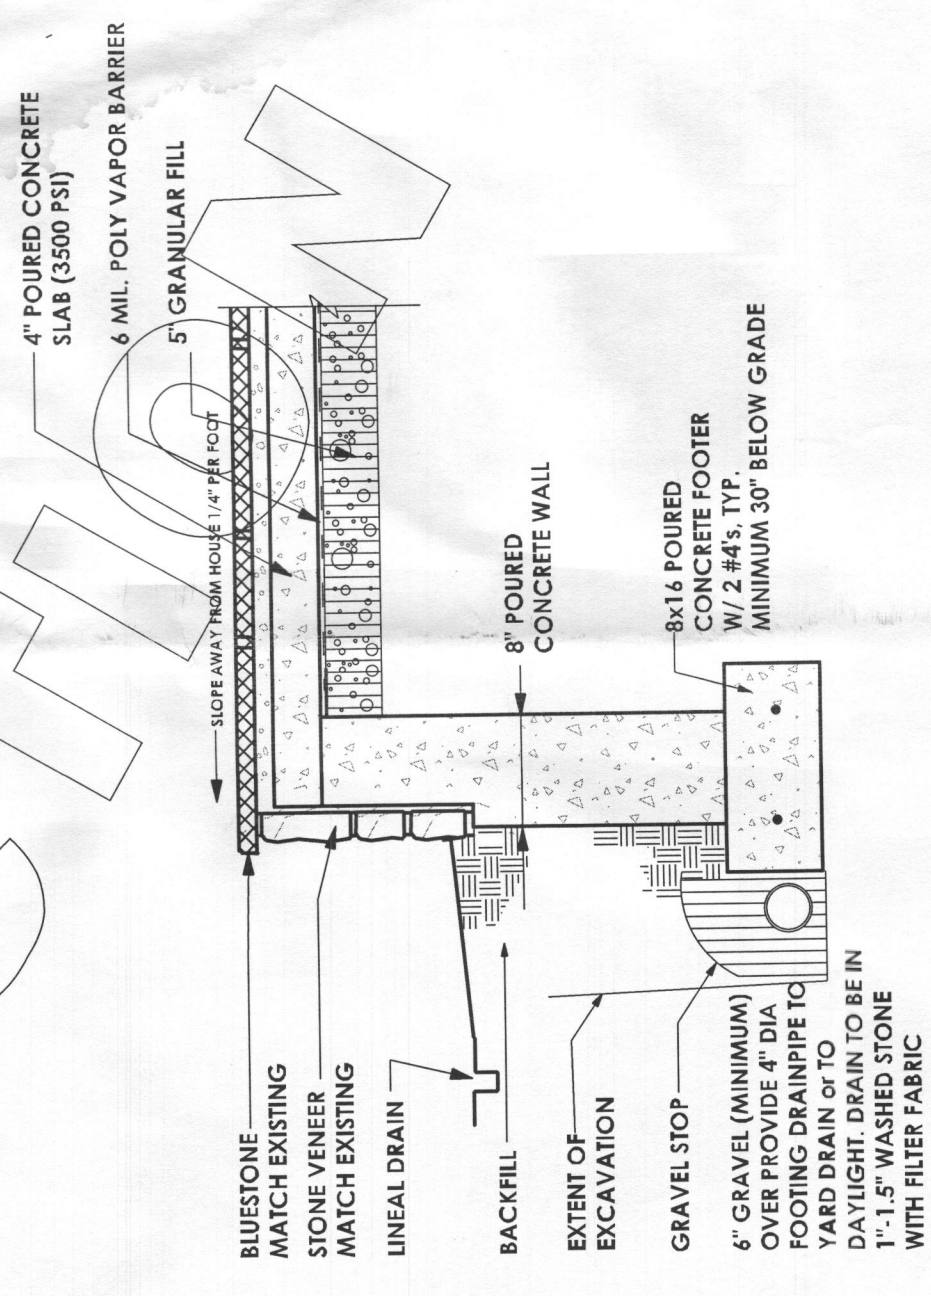 4" POURED CONCRETE
SLAB (3500 PSI)
6 MIL. POLY VAPOR BARRIER
5" GRANULAR FILL
SLOPE AWAY FROM HOUSE 1/4" PER FOOT
BLUESTONE
MATCH EXISTING
STONE VENEER
MATCH EXISTING
LINEAL DRAIN
BACKFILL
EXTENT OF
EXCAVATION
GRAVEL STOP
6" GRAVEL (MINIMUM)
OVER PROVIDE 4" DIA
FOOTING DRAINPIPE TO
YARD DRAIN or TO
DAYLIGHT. DRAIN TO BE IN
1"-1.5" WASHED STONE
WITH FILTER FABRIC
8" POURED
CONCRETE WALL
8x16 POURED
CONCRETE FOOTER
W/ 2 #4's, TYP.
MINIMUM 30" BELOW GRADE